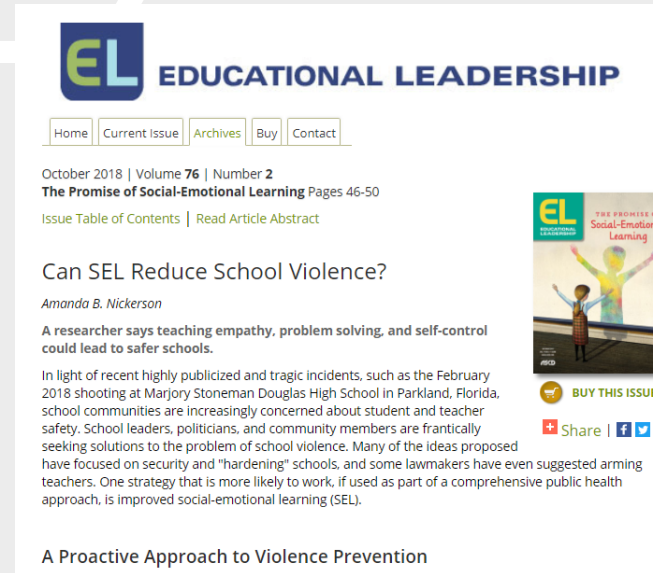 EL EDUCATIONAL LEADERSHIP
Home Current Issue Archives Buy Contact
October 2018 | Volume 76 | Number 2
The Promise of Social-Emotional Learning Pages 46-50
Issue Table of Contents | Read Article Abstract
EL
EDUCATIONAL
LEADERSHIP
THE PROMISE
Social-Emotion
Learning
ASCD
Can SEL Reduce School Violence?
Amanda B. Nickerson
A researcher says teaching empathy, problem solving, and self-control
could lead to safer schools.
BUY THIS ISSUE
Share |
In light of recent highly publicized and tragic incidents, such as the February
2018 shooting at Marjory Stoneman Douglas High School in Parkland, Florida,
school communities are increasingly concerned about student and teacher
safety. School leaders, politicians, and community members are frantically
seeking solutions to the problem of school violence. Many of the ideas proposed
have focused on security and "hardening" schools, and some lawmakers have even suggested arming
teachers. One strategy that is more likely to work, if used as part of a comprehensive public health
approach, is improved social-emotional learning (SEL).
A Proactive Approach to Violence Prevention